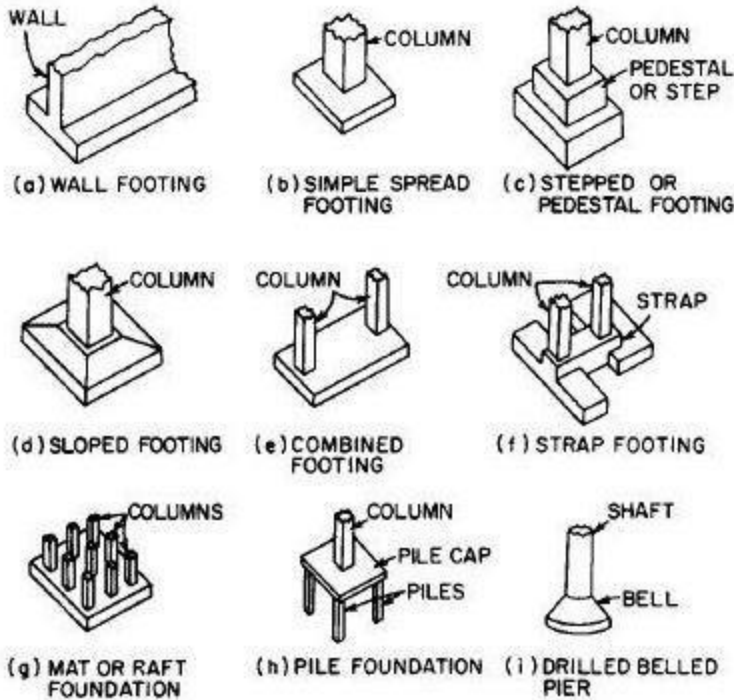 WALL
(a) WALL FOOTING
COLUMN
(b) SIMPLE SPREAD
FOOTING
COLUMN
PEDESTAL
OR STEP
(c) STEPPED OR
PEDESTAL FOOTING
COLUMN
(d) SLOPED FOOTING
COLUMN
(e) COMBINED
FOOTING
COLUMN
STRAP
(f) STRAP FOOTING
COLUMNS
(g) MAT OR RAFT
FOUNDATION
COLUMN
PILE CAP
PILES
(h) PILE FOUNDATION
SHAFT
BELL
(i) DRILLED BELLED
PIER